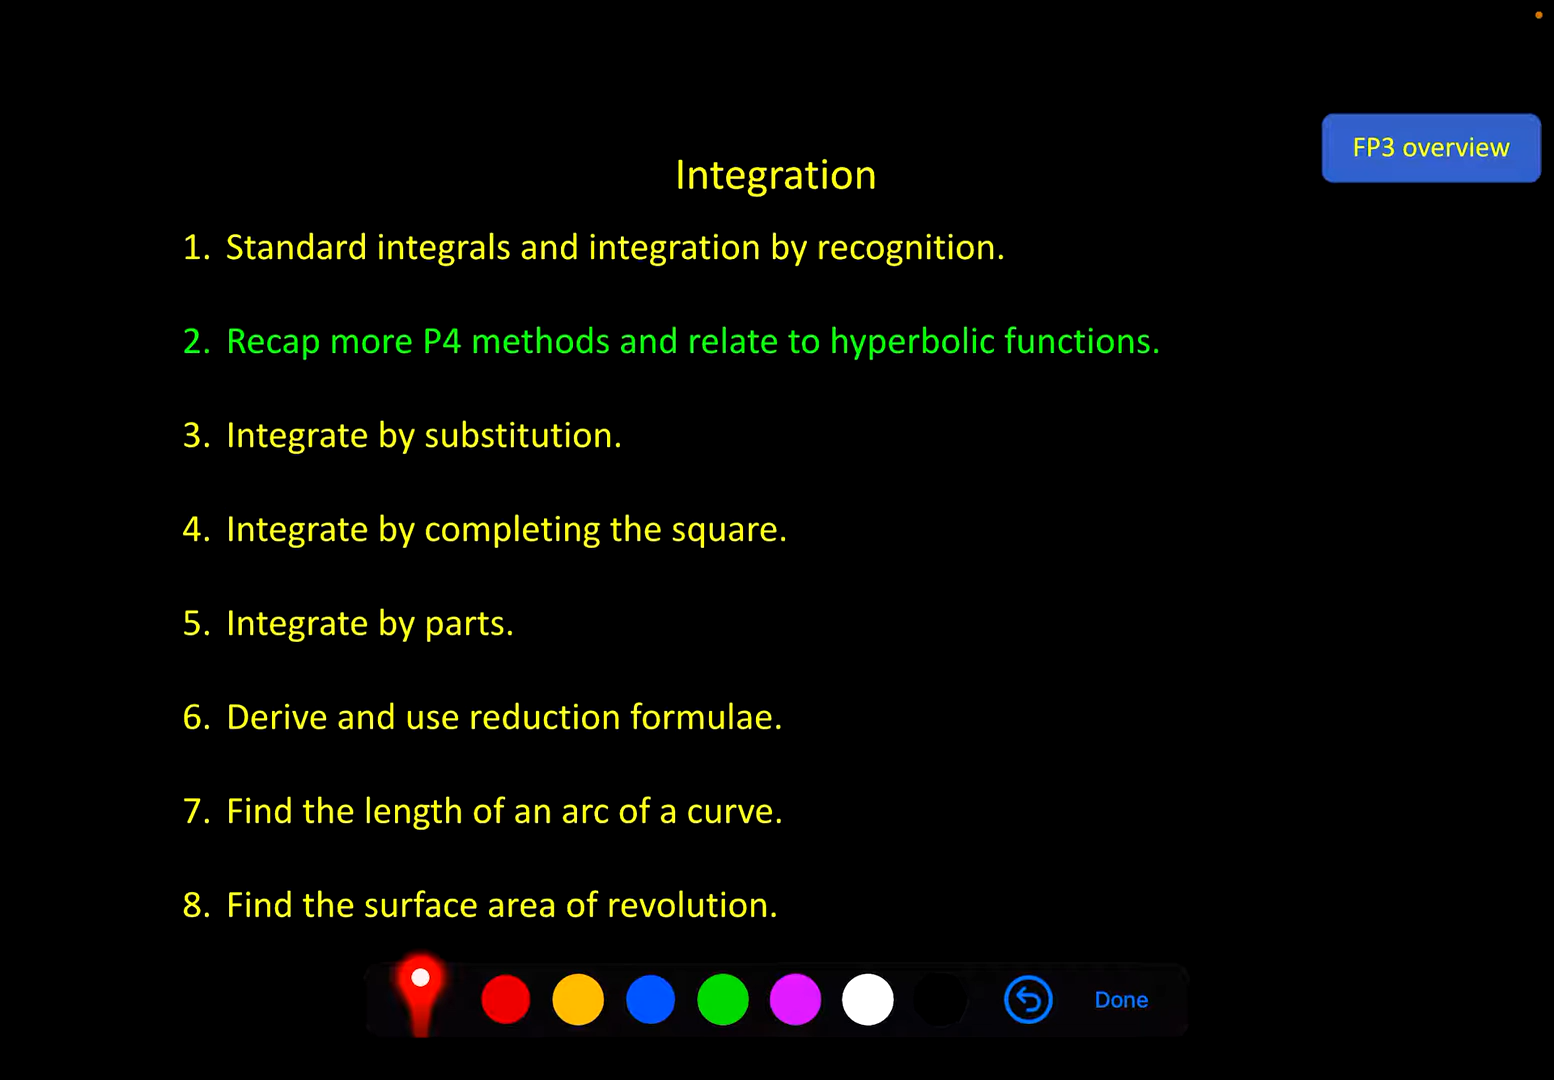 FP3 overview
Integration
1. Standard integrals and integration by recognition.
2. Recap more P4 methods and relate to hyperbolic functions.
3. Integrate by substitution.
4. Integrate by completing the square.
5. Integrate by parts.
6. Derive and use reduction formulae.
7. Find the length of an arc of a curve.
8. Find the surface area of revolution.
Done